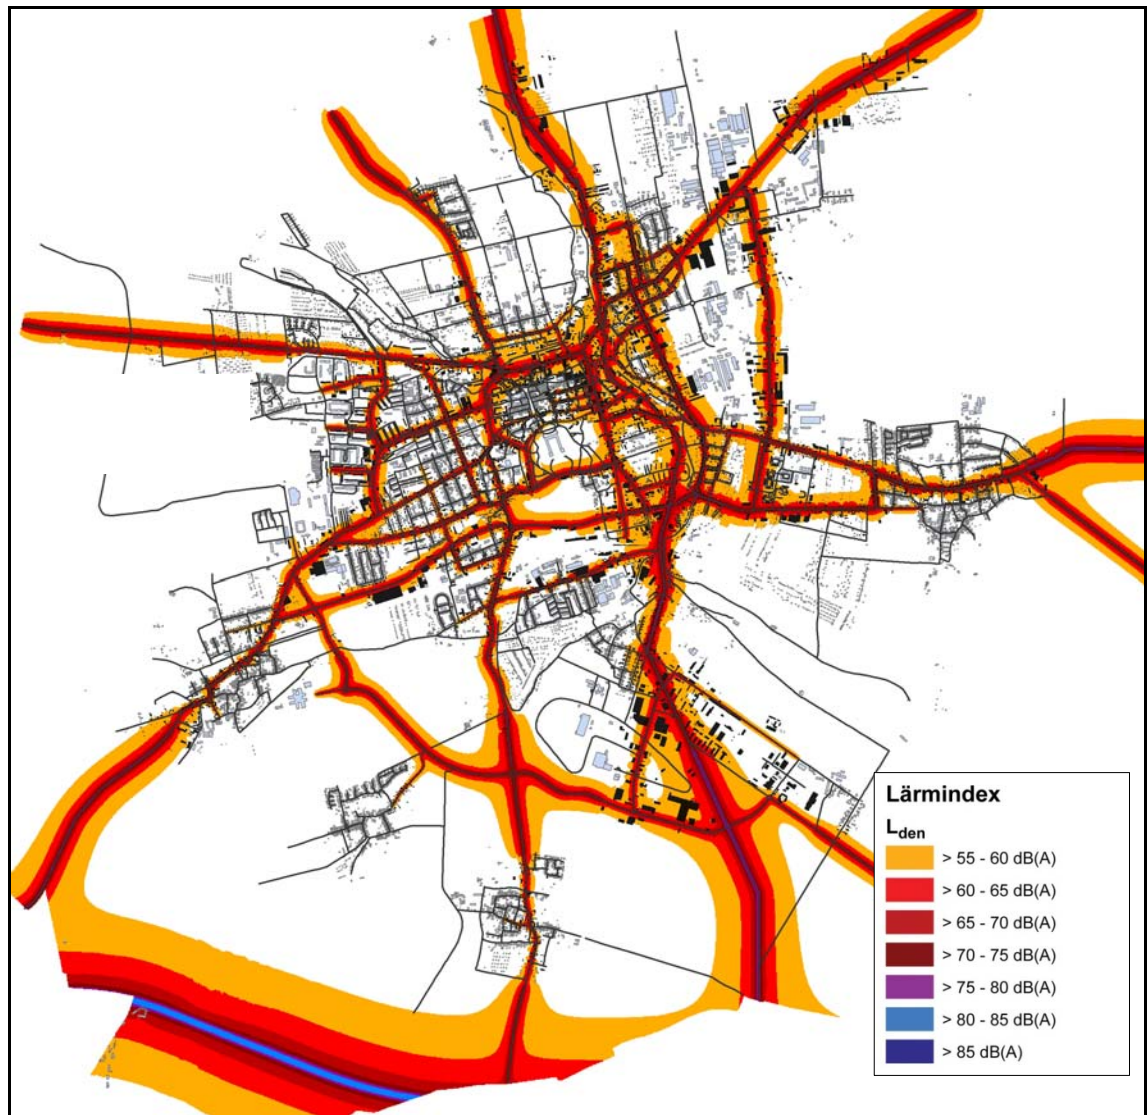 Lärmindex
Lden
> 55 - 60 dB(A)
> 60 - 65 dB(A)
> 65 - 70 dB(A)
> 70 - 75 dB(A)
> 75 - 80 dB(A)
> 80 - 85 dB(A)
> 85 dB(A)